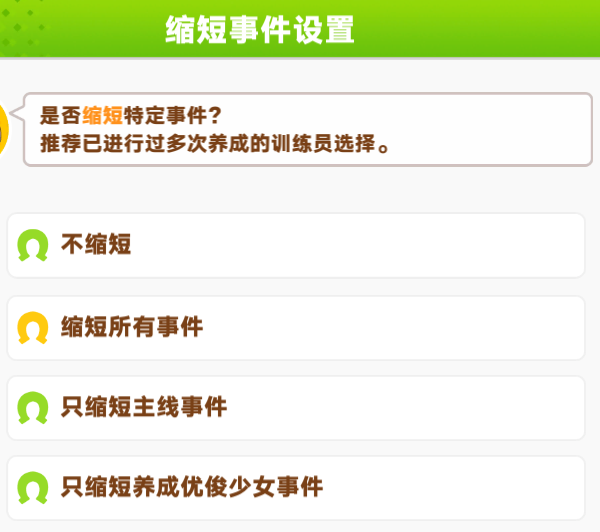 缩短事件设置
是否缩短特定事件?
推荐已进行过多次养成的训练员选择。
不缩短
缩短所有事件
只缩短主线事件
只缩短养成优俊少女事件